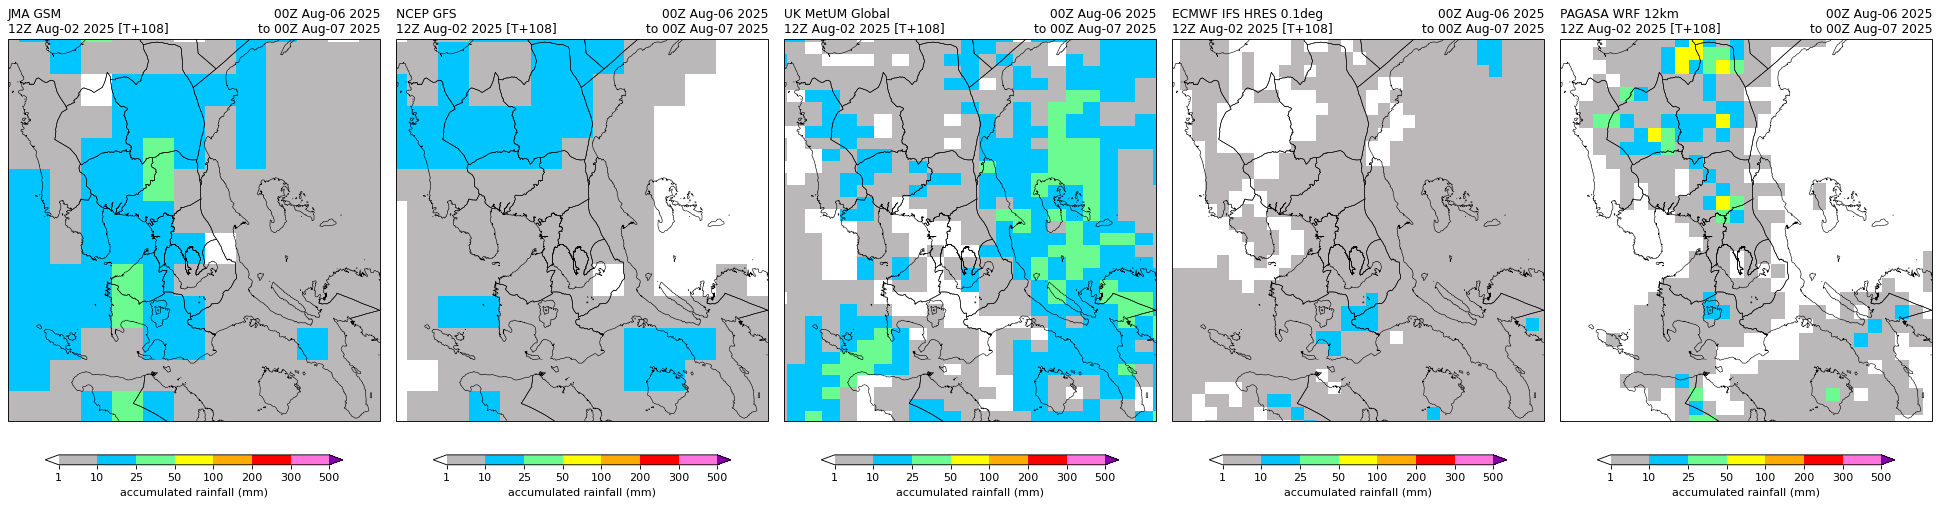 JMA GSM 00Z Aug-06 2025
12Z Aug-02 2025 [T+108] to 00Z Aug-07 2025
1 10 25 50 100 200 300 500
accumulated rainfall (mm)
NCEP GFS 00Z Aug-06 2025
12Z Aug-02 2025 [T+108] to 00Z Aug-07 2025
1 10 25 50 100 200 300 500
accumulated rainfall (mm)
UK MetUM Global 00Z Aug-06 2025
12Z Aug-02 2025 [T+108] to 00Z Aug-07 2025
1 10 25 50 100 200 300 500
accumulated rainfall (mm)
ECMWF IFS HRES 0.1deg 00Z Aug-06 2025
12Z Aug-02 2025 [T+108] to 00Z Aug-07 2025
1 10 25 50 100 200 300 500
accumulated rainfall (mm)
PAGASA WRF 12km 00Z Aug-06 2025
12Z Aug-02 2025 [T+108] to 00Z Aug-07 2025
1 10 25 50 100 200 300 500
accumulated rainfall (mm)